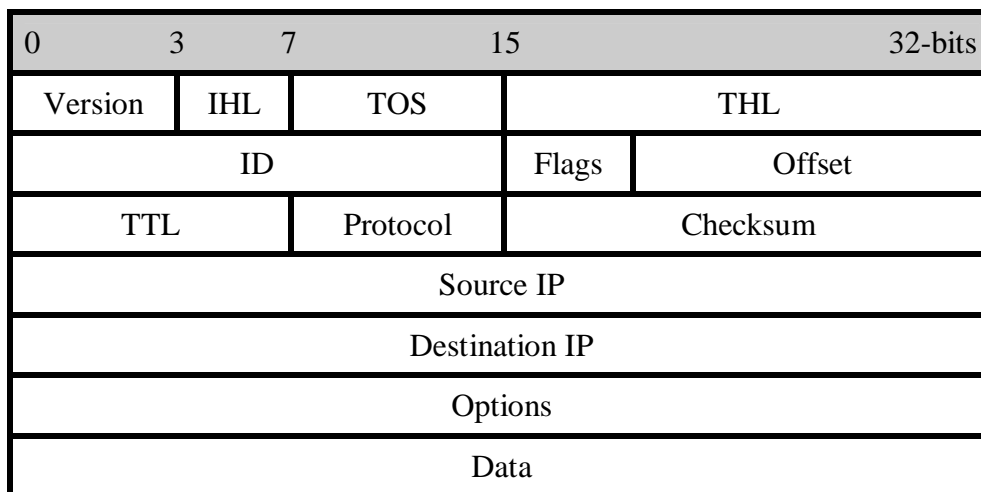 0 3 7 15 32-bits
Version IHL TOS THL
ID Flags Offset
TTL Protocol Checksum
Source IP
Destination IP
Options
Data